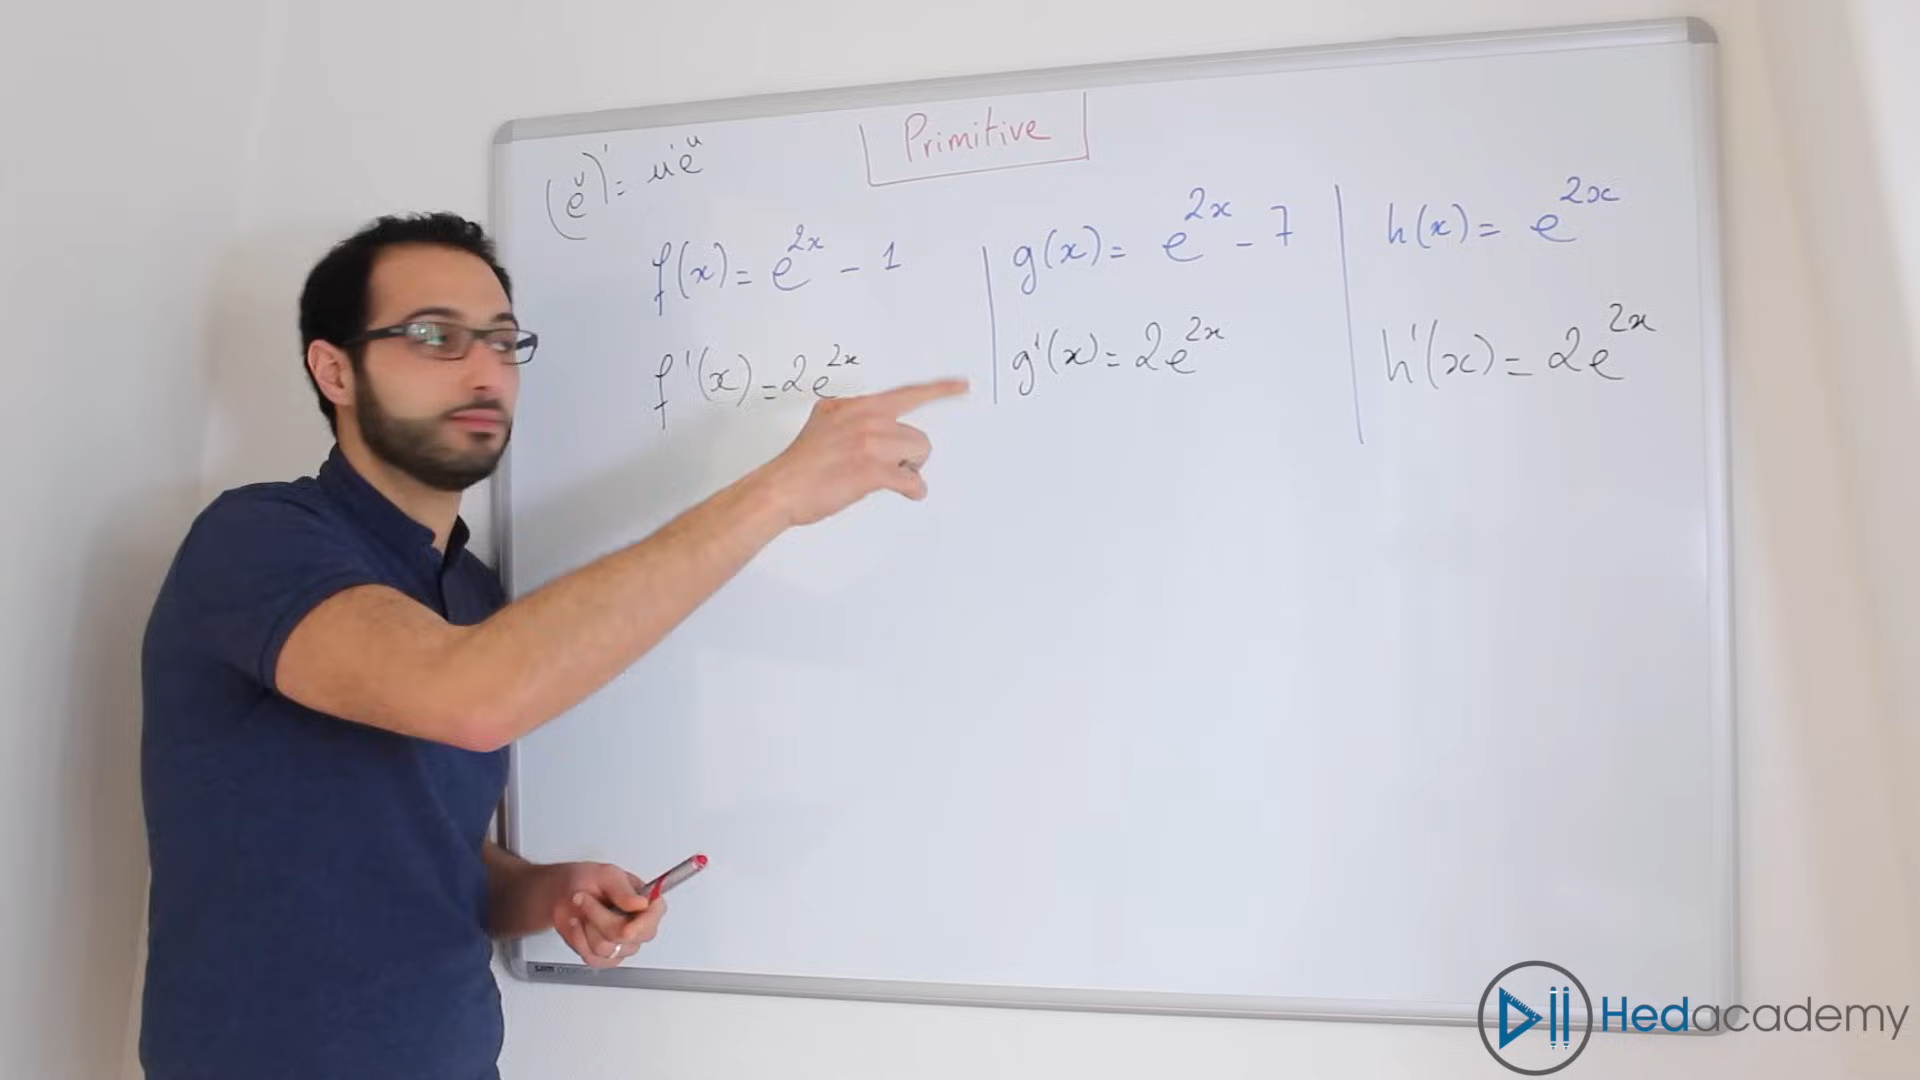 Primitive
(e^u)' = u'e^u
f(x) = e^{2x} - 1
f'(x) = 2e^{2x}
g(x) = e^{2x} - 7
g'(x) = 2e^{2x}
h(x) = e^{2x}
h'(x) = 2e^{2x}
Hedacademy